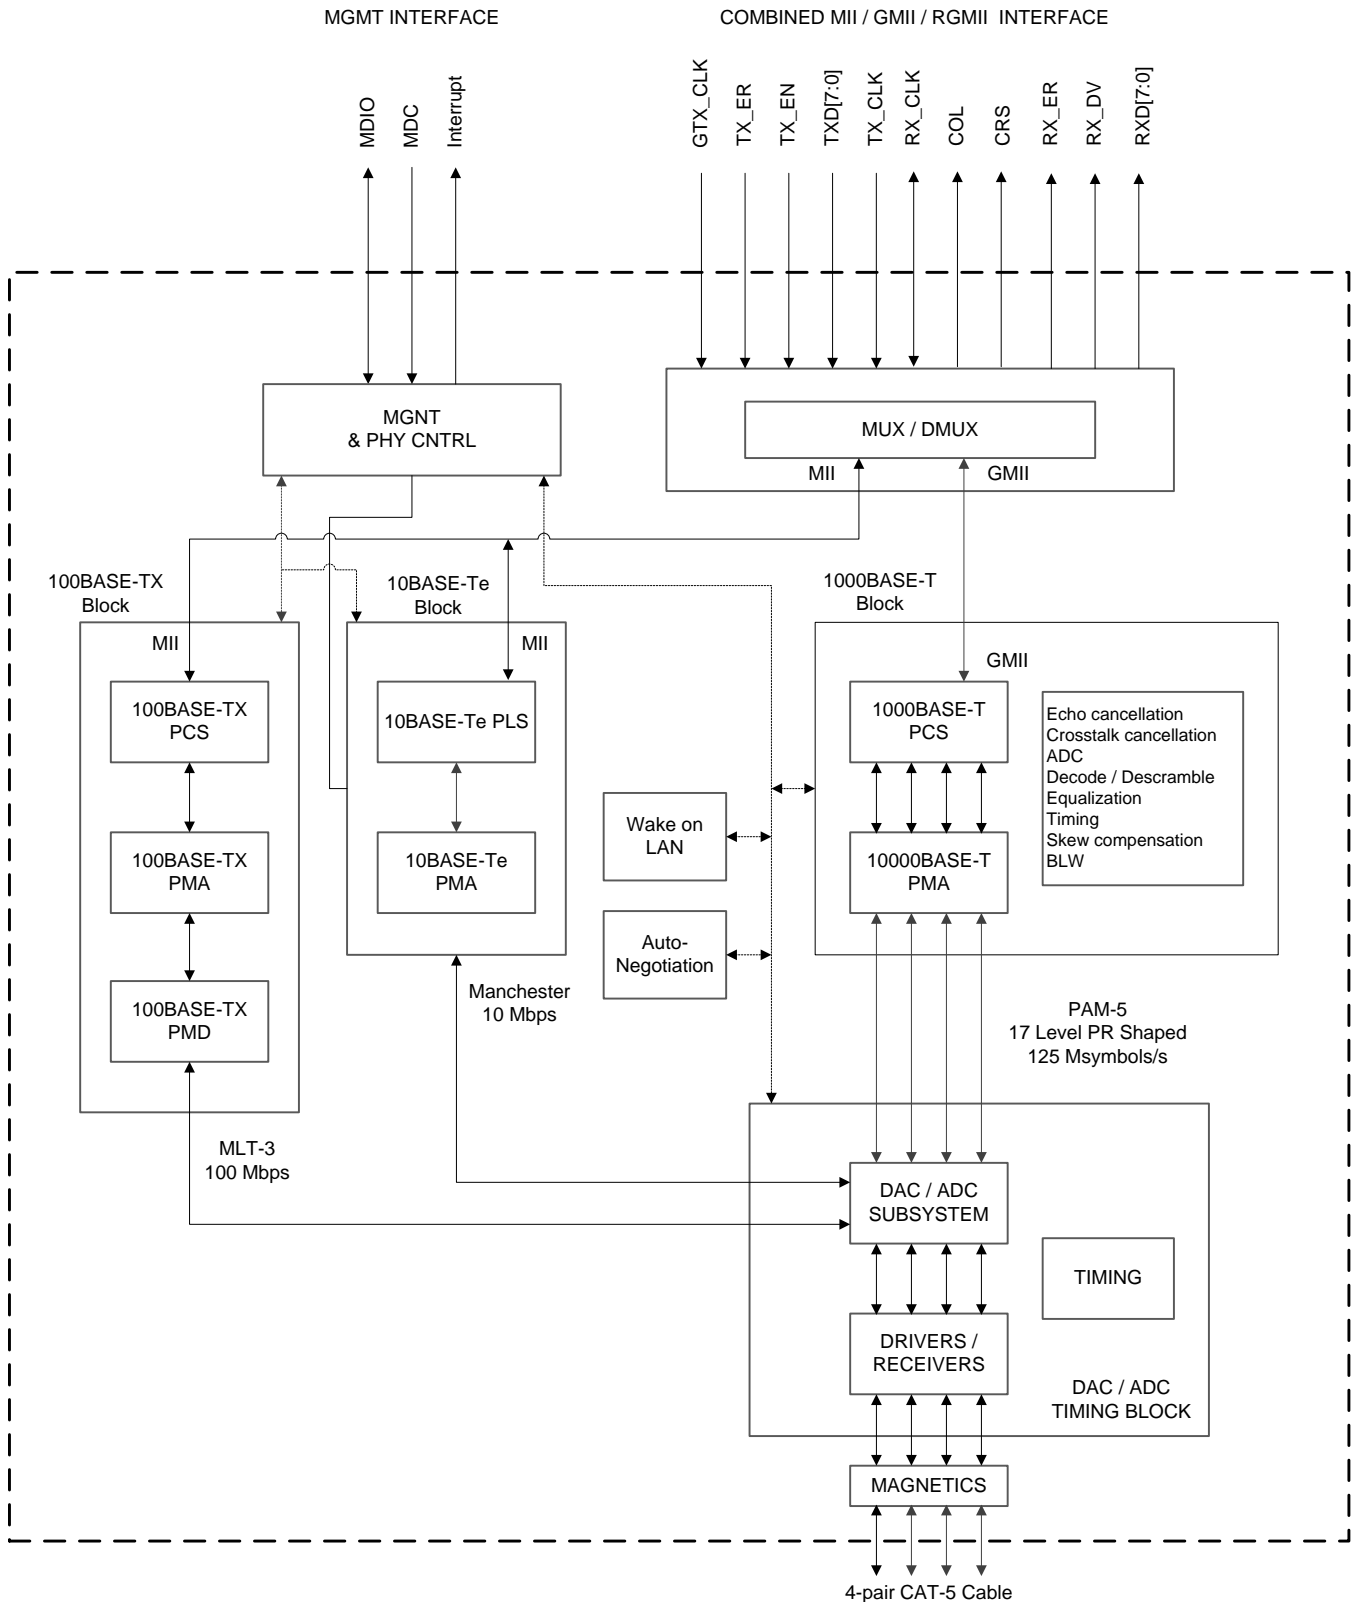 MGMT INTERFACE
COMBINED MII / GMII / RGMII INTERFACE
MDIO
MDC
Interrupt
GTX_CLK
TX_ER
TX_EN
TXD[7:0]
TX_CLK
RX_CLK
COL
CRS
RX_ER
RX_DV
RXD[7:0]
MGNT
& PHY CNTRL
MUX / DMUX
MII
GMII
100BASE-TX
Block
10BASE-Te
Block
1000BASE-T
Block
MII
MII
GMII
100BASE-TX
PCS
10BASE-Te PLS
1000BASE-T
PCS
Echo cancellation
Crosstalk cancellation
ADC
Decode / Descramble
Equalization
Timing
Skew compensation
BLW
Wake on
LAN
100BASE-TX
PMA
10BASE-Te
PMA
10000BASE-T
PMA
Auto-
Negotiation
100BASE-TX
PMD
Manchester
10 Mbps
PAM-5
17 Level PR Shaped
125 Msymbols/s
MLT-3
100 Mbps
DAC / ADC
SUBSYSTEM
TIMING
DRIVERS /
RECEIVERS
DAC / ADC
TIMING BLOCK
MAGNETICS
4-pair CAT-5 Cable